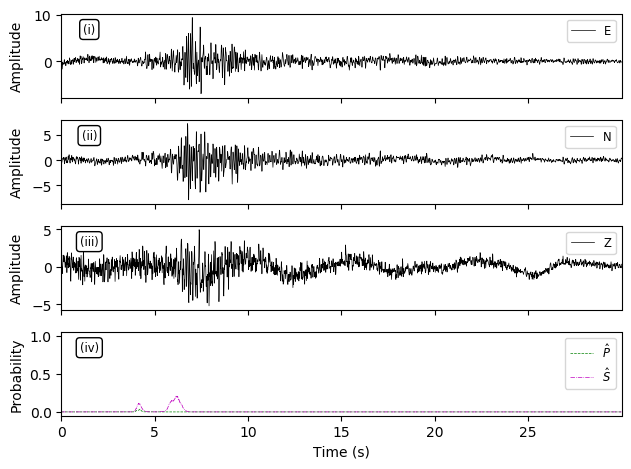 10
(i)
E
0
Amplitude
5
(ii)
N
0
−5
Amplitude
5
(iii)
Z
0
−5
Amplitude
1.0
(iv)
P̂
0.5
Ŝ
0.0
Probability
0 5 10 15 20 25
Time (s)